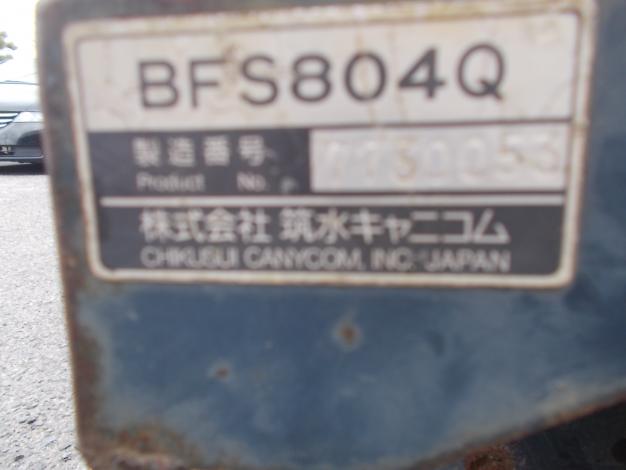 BFS804Q
製造番号
Product No.
株式会社 筑水キャニコム
CHIKUSUI CANYCOM, INC. JAPAN